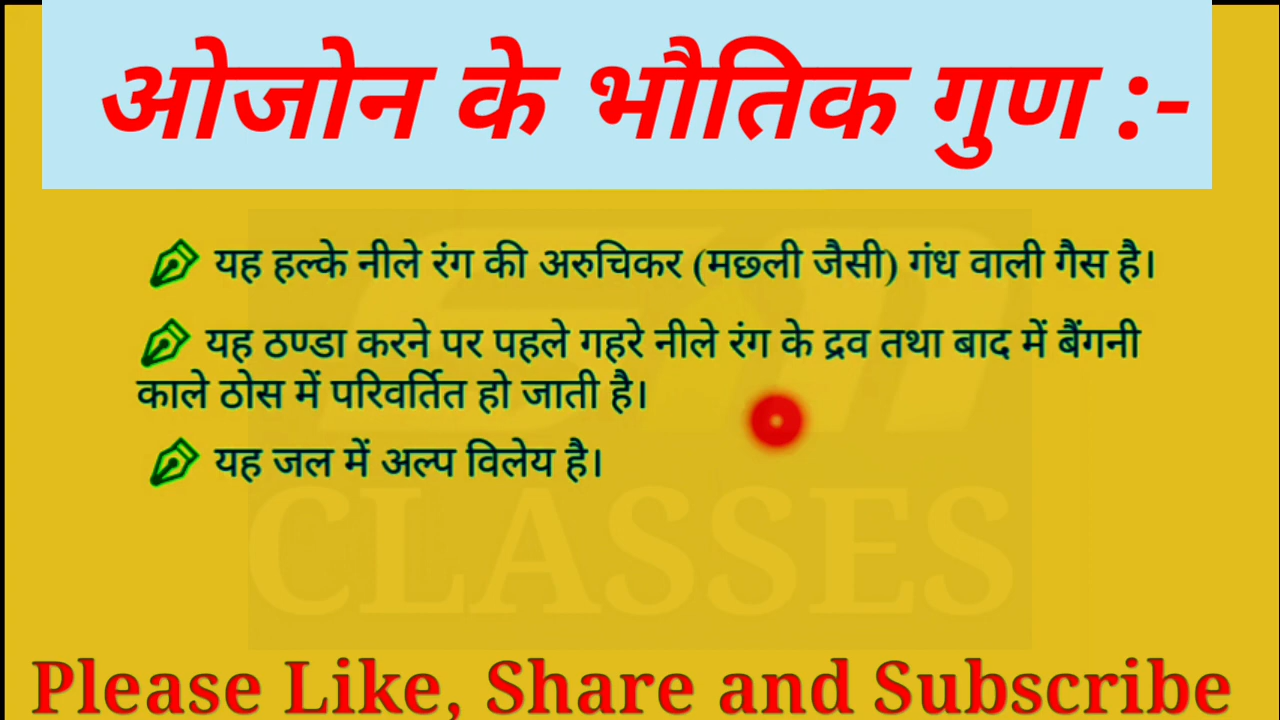 ओजोन के भौतिक गुण :-
यह हल्के नीले रंग की अरुचिकर (मछली जैसी) गंध वाली गैस है।
यह ठण्डा करने पर पहले गहरे नीले रंग के द्रव तथा बाद में बैंगनी
काले ठोस में परिवर्तित हो जाती है।
यह जल में अल्प विलेय है।
CLASSES
Please Like, Share and Subscribe